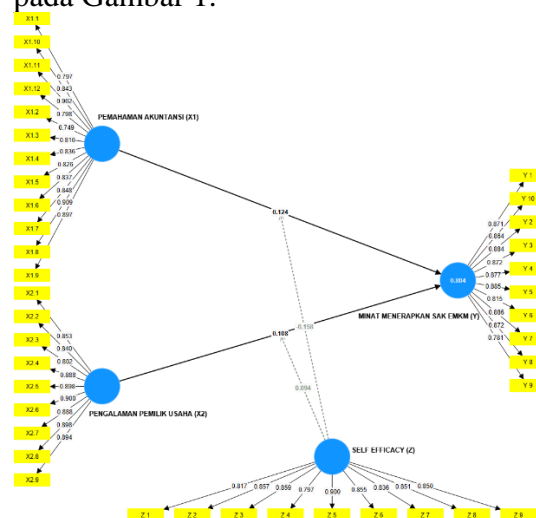 pada Gambar 1.
X1.1
X1.10
X1.11
X1.12
X1.2
X1.3
X1.4
X1.5
X1.6
X1.7
X1.8
X1.9
0.797
0.843
0.902
0.798
0.749
0.816
0.836
0.826
0.837
0.848
0.909
0.897
PEMAHAMAN AKUNTANSI (X1)
X2.1
X2.2
X2.3
X2.4
X2.5
X2.6
X2.7
X2.8
X2.9
0.853
0.840
0.802
0.888
0.898
0.900
0.888
0.898
0.894
PENGALAMAN PEMILIK USAHA (X2)
0.124
0.108
-0.158
0.094
0.804
MINAT MENERAPKAN SAK EMKM (Y)
Y 1
Y 10
Y 2
Y 3
Y 4
Y 5
Y 6
Y 7
Y 8
Y 9
0.871
0.864
0.884
0.872
0.877
0.865
0.815
0.886
0.872
0.781
SELF EFFICACY (Z)
0.817
0.857
0.859
0.797
0.900
0.855
0.836
0.851
0.850
Z 1
Z 2
Z 3
Z 4
Z 5
Z 6
Z 7
Z 8
Z 9